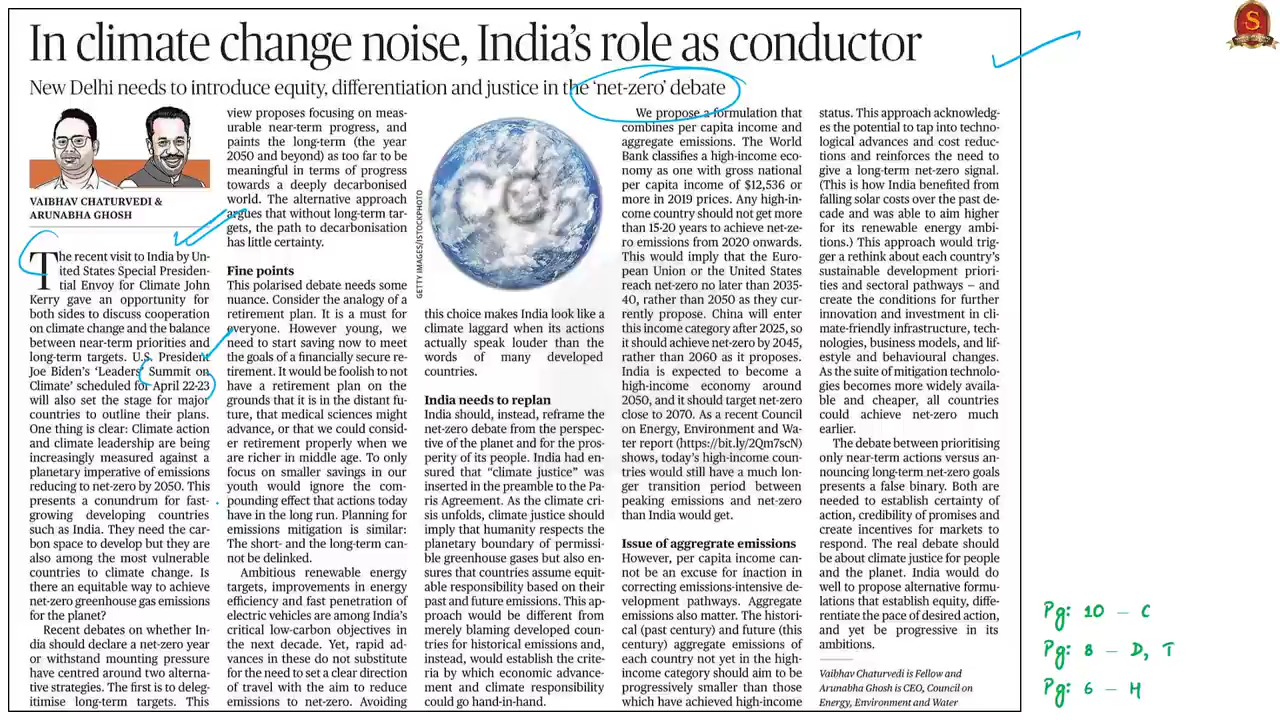 In climate change noise, India's role as conductor
New Delhi needs to introduce equity, differentiation and justice in the 'net-zero' debate
VAIBHAV CHATURVEDI &
ARUNABHA GHOSH
The recent visit to India by Un-
ited States Special Presiden-
tial Envoy for Climate John
Kerry gave an opportunity for
both sides to discuss cooperation
on climate change and the balance
between near-term priorities and
long-term targets. U.S. President
Joe Biden's 'Leaders' Summit on
Climate' scheduled for April 22-23
will also set the stage for major
countries to outline their plans.
One thing is clear: Climate action
and climate leadership are being
increasingly measured against a
planetary imperative of emissions
reducing to net-zero by 2050. This
presents a conundrum for fast-
growing developing countries
such as India. They need the car-
bon space to develop but they are
also among the most vulnerable
countries to climate change. Is
there an equitable way to achieve
net-zero greenhouse gas emissions
for the planet?
Recent debates on whether In-
dia should declare a net-zero year
or withstand mounting pressure
have centred around two alterna-
tive strategies. The first is to deleg-
itimise long-term targets. This
view proposes focusing on meas-
urable near-term progress, and
paints the long-term (the year
2050 and beyond) as too far to be
meaningful in terms of progress
towards a deeply decarbonised
world. The alternative approach
argues that without long-term tar-
gets, the path to decarbonisation
has little certainty.
Fine points
This polarised debate needs some
nuance. Consider the analogy of a
retirement plan. It is a must for
everyone. However young, we
need to start saving now to meet
the goals of a financially secure re-
tirement. It would be foolish to not
have a retirement plan on the
grounds that it is in the distant fu-
ture, that medical sciences might
advance, or that we could consid-
er retirement properly when we
are richer in middle age. To only
focus on smaller savings in our
youth would ignore the com-
pounding effect that actions today
have in the long run. Planning for
emissions mitigation is similar:
The short- and the long-term can-
not be delinked.
Ambitious renewable energy
targets, improvements in energy
efficiency and fast penetration of
electric vehicles are among India's
critical low-carbon objectives in
the next decade. Yet, rapid ad-
vances in these do not substitute
for the need to set a clear direction
of travel with the aim to reduce
emissions to net-zero. Avoiding
CO2
GETTY IMAGES/ISTOCKPHOTO
this choice makes India look like a
climate laggard when its actions
actually speak louder than the
words of many developed
countries.
India needs to replan
India should, instead, reframe the
net-zero debate from the perspec-
tive of the planet and for the pros-
perity of its people. India had en-
sured that "climate justice" was
inserted in the preamble to the Pa-
ris Agreement. As the climate cri-
sis unfolds, climate justice should
imply that humanity respects the
planetary boundary of permissi-
ble greenhouse gases but also en-
sures that countries assume equit-
able responsibility based on their
past and future emissions. This ap-
proach would be different from
merely blaming developed coun-
tries for historical emissions and,
instead, would establish the crite-
ria by which economic advance-
ment and climate responsibility
could go hand-in-hand.
We propose a formulation that
combines per capita income and
aggregate emissions. The World
Bank classifies a high-income eco-
nomy as one with gross national
per capita income of $12,536 or
more in 2019 prices. Any high-
income country should not get more
than 15-20 years to achieve net-ze-
ro emissions from 2020 onwards.
This would imply that the Euro-
pean Union or the United States
reach net-zero no later than 2035-
40, rather than 2050 as they cur-
rently propose. China will enter
this income category after 2025, so
it should achieve net-zero by 2045,
rather than 2060 as it proposes.
India is expected to become a
high-income economy around
2050, and it should target net-zero
close to 2070. As a recent Council
on Energy, Environment and Wa-
ter report (https://bit.ly/2Qm7scN)
shows, today's high-income coun-
tries would still have a much lon-
ger transition period between
peaking emissions and net-zero
than India would get.
Issue of aggregrate emissions
However, per capita income can-
not be an excuse for inaction in
correcting emissions-intensive de-
velopment pathways. Aggregate
emissions also matter. The histori-
cal (past century) and future (this
century) aggregate emissions of
each country not yet in the high-
income category should aim to be
progressively smaller than those
which have achieved high-income
status. This approach acknowledg-
es the potential to tap into techno-
logical advances and cost reduc-
tions and reinforces the need to
give a long-term net-zero signal.
(This is how India benefited from
falling solar costs over the past de-
cade and was able to aim higher
for its renewable energy ambi-
tions.) This approach would trig-
ger a rethink about each country's
sustainable development priori-
ties and sectoral pathways – and
create the conditions for further
innovation and investment in cli-
mate-friendly infrastructure, tech-
nologies, business models, and lif-
estyle and behavioural changes.
As the suite of mitigation technolo-
gies becomes more widely availa-
ble and cheaper, all countries
could achieve net-zero much
earlier.
The debate between prioritising
only near-term actions versus an-
nouncing long-term net-zero goals
presents a false binary. Both are
needed to establish certainty of
action, credibility of promises and
create incentives for markets to
respond. The real debate should
be about climate justice for people
and the planet. India would do
well to propose alternative formu-
lations that establish equity, diffe-
rentiate the pace of desired action,
and yet be progressive in its
ambitions.
Vaibhav Chaturvedi is Fellow and
Arunabha Ghosh is CEO, Council on
Energy, Environment and Water
S
Pg: 10 – C
Pg: 8 – D, T
Pg: 6 – H